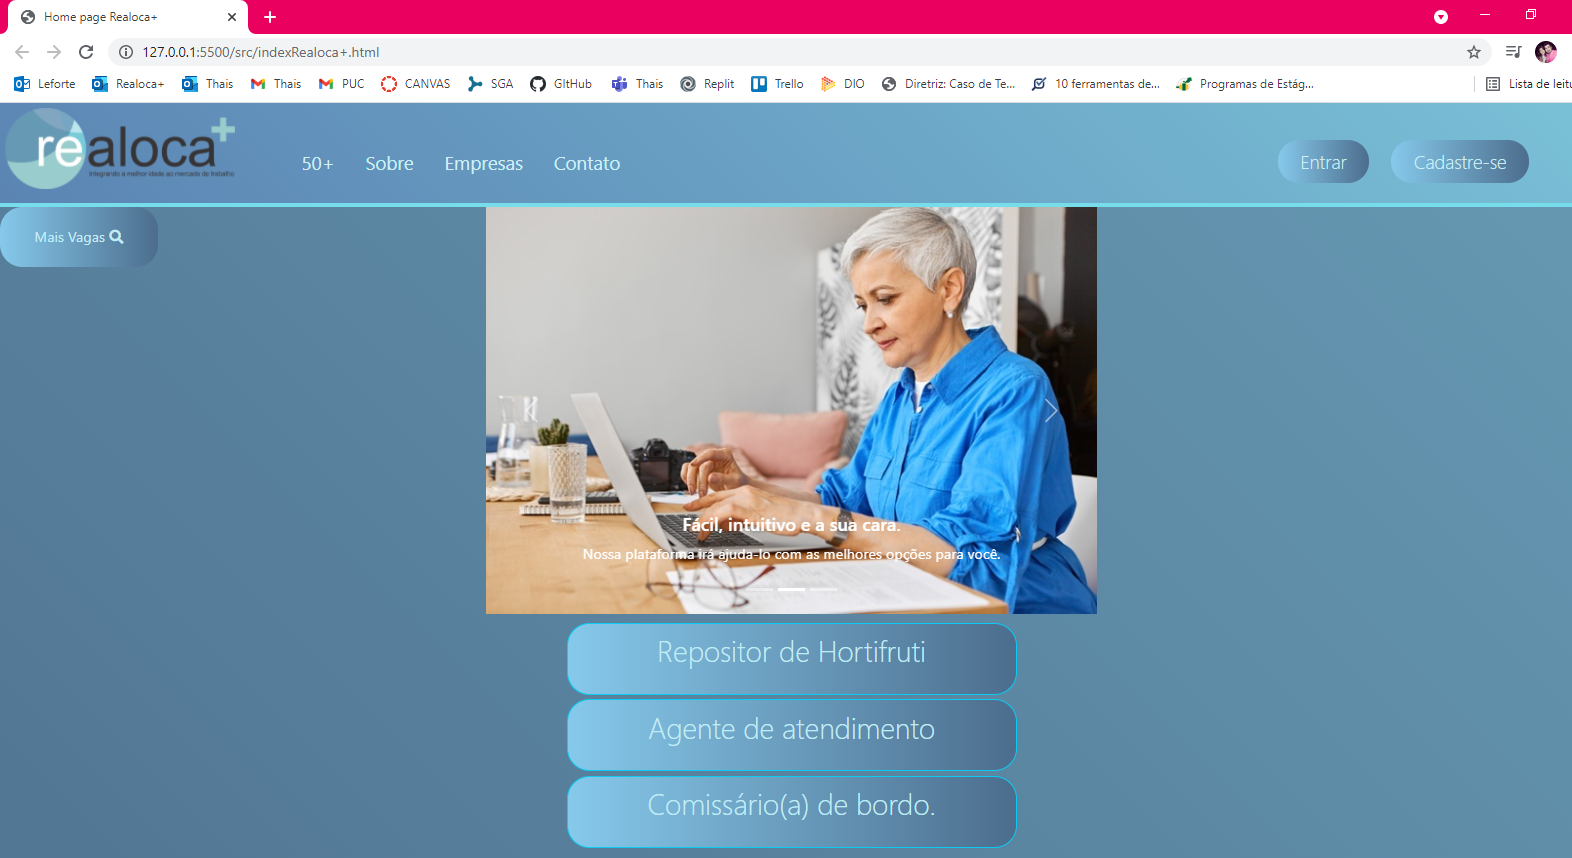 Home page Realoca+
127.0.0.1:5500/src/indexRealoca+.html
Leforte Realoca+ Thais Thais PUC CANVAS SGA GItHub Thais Replit Trello DIO Diretriz: Caso de Te... 10 ferramentas de... Programas de Estág... Lista de leitu
realoca+
Integrando a melhor idade ao mercado de trabalho
50+ Sobre Empresas Contato Entrar Cadastre-se
Mais Vagas
Fácil, intuitivo e a sua cara.
Nossa plataforma irá ajuda-lo com as melhores opções para você.
Repositor de Hortifruti
Agente de atendimento
Comissário(a) de bordo.